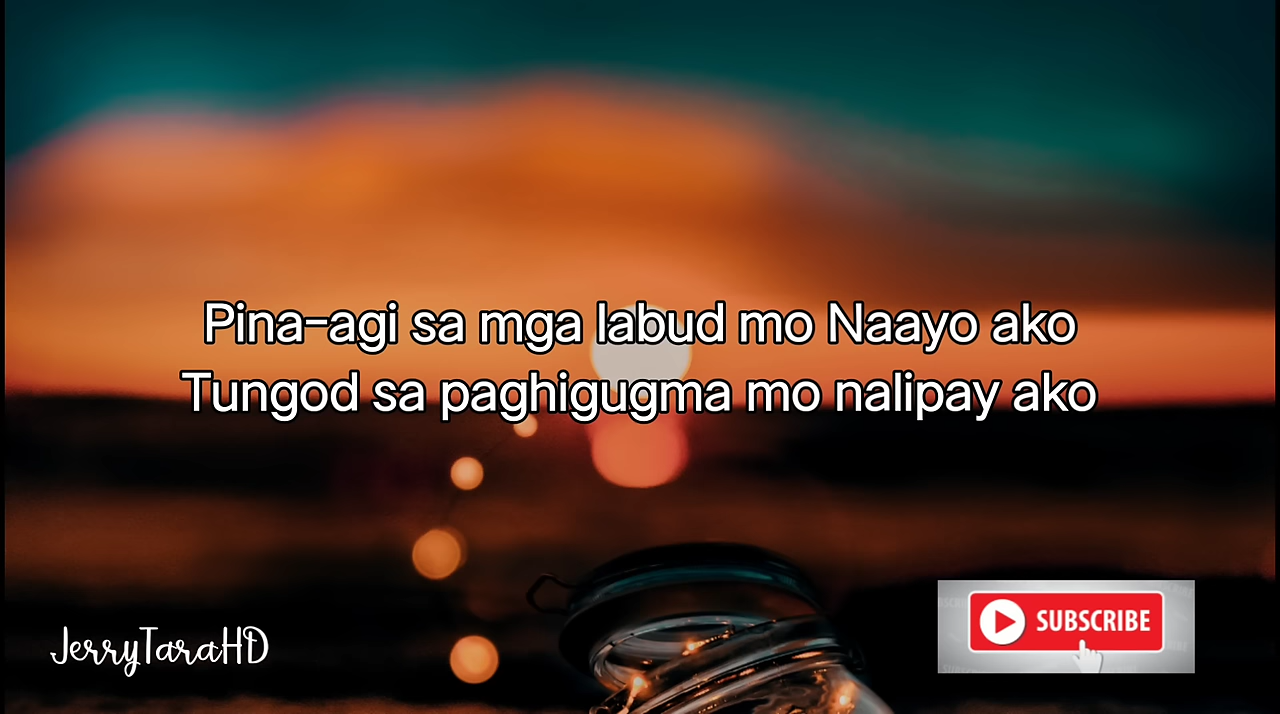 Pina-agi sa mga labud mo Naayo ako
Tungod sa paghigugma mo nalipay ako
JerryTaraHD
SUBSCRIBE